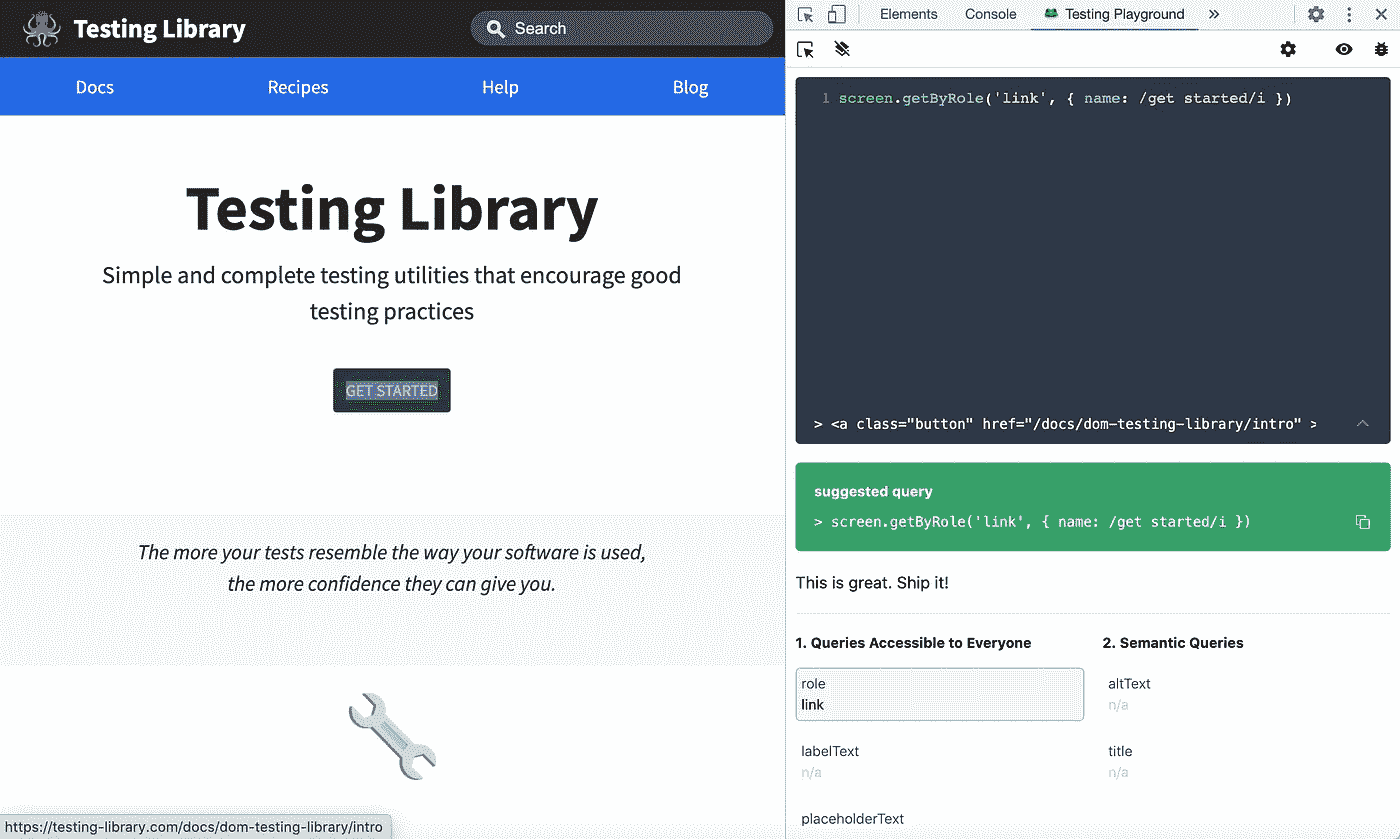 Testing Library
Search
Docs Recipes Help Blog
Testing Library
Simple and complete testing utilities that encourage good
testing practices
GET STARTED
The more your tests resemble the way your software is used,
the more confidence they can give you.
https://testing-library.com/docs/dom-testing-library/intro
Elements Console Testing Playground »
1 screen.getByRole('link', { name: /get started/i })
> <a class="button" href="/docs/dom-testing-library/intro" >
suggested query
> screen.getByRole('link', { name: /get started/i })
This is great. Ship it!
1. Queries Accessible to Everyone
role
link
labelText
n/a
placeholderText
2. Semantic Queries
altText
n/a
title
n/a